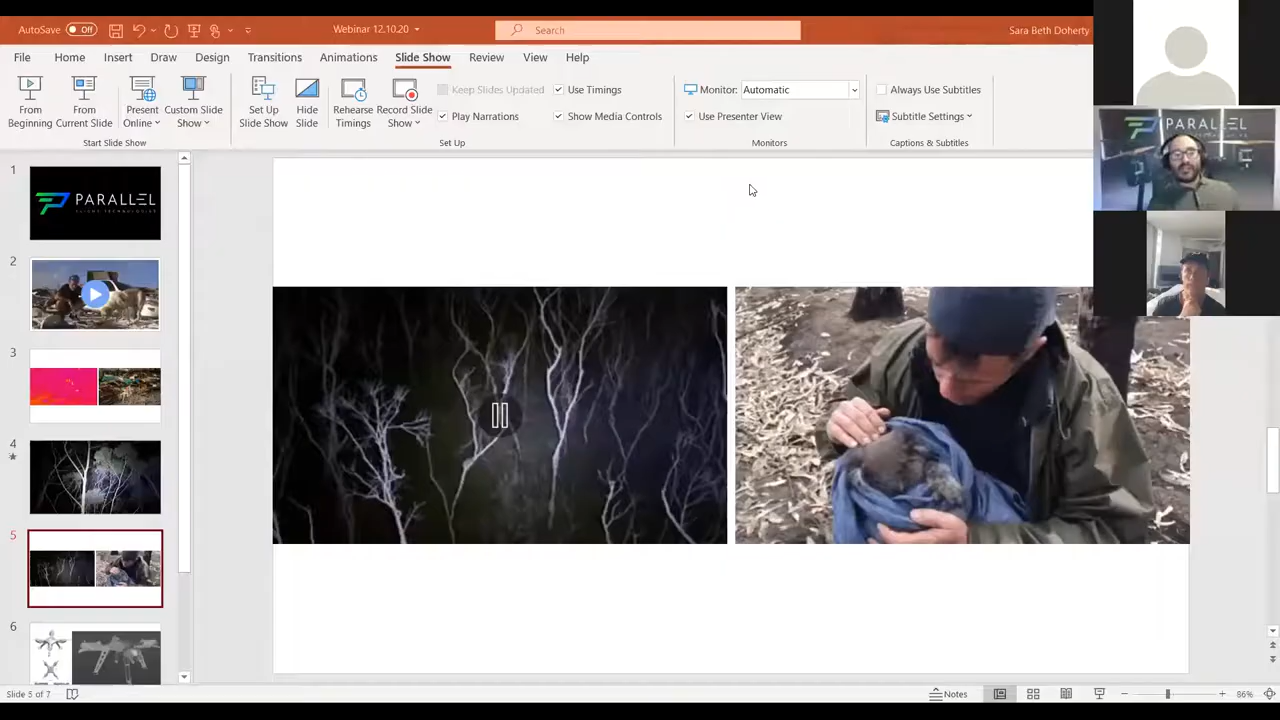 AutoSave Off Webinar 12.10.20 Search Sara Beth Doherty
File Home Insert Draw Design Transitions Animations Slide Show Review View Help
From Beginning
From Current Slide
Present Online
Custom Slide Show
Start Slide Show
Set Up Slide Show
Hide Slide
Rehearse Timings
Record Slide Show
Keep Slides Updated
Play Narrations
Use Timings
Show Media Controls
Set Up
Monitor: Automatic
Use Presenter View
Monitors
Always Use Subtitles
Subtitle Settings
Captions & Subtitles
PARALLEL
1
PARALLEL
FLIGHT TECHNOLOGIES
2
3
4
5
6
Slide 5 of 7 Notes 86%